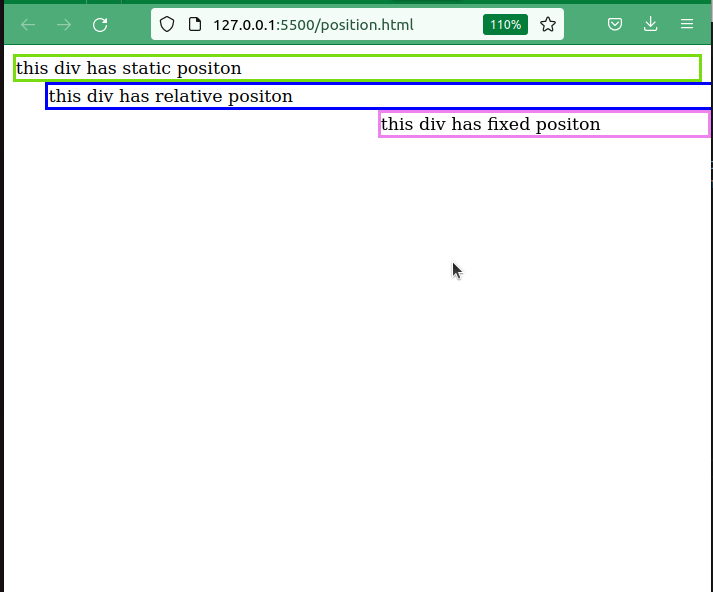 127.0.0.1:5500/position.html 110%
this div has static positon
this div has relative positon
this div has fixed positon